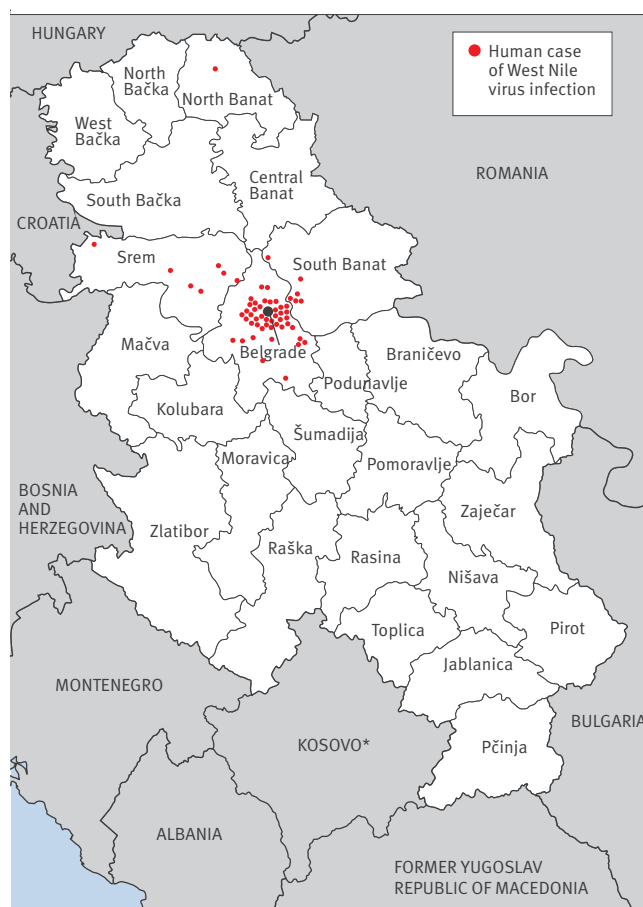 HUNGARY
Human case
of West Nile
virus infection
North
Bačka
North Banat
West
Bačka
ROMANIA
Central
Banat
South Bačka
CROATIA
Srem
South Banat
Mačva
Belgrade
Braničevo
Podunavlje
Bor
Kolubara
Šumadija
Moravica
Pomoravlje
BOSNIA
AND
HERZEGOVINA
Zaječar
Zlatibor
Raška
Rasina
Nišava
Toplica
Pirot
Jablanica
MONTENEGRO
BULGARIA
KOSOVO*
Pčinja
ALBANIA
FORMER YUGOSLAV
REPUBLIC OF MACEDONIA